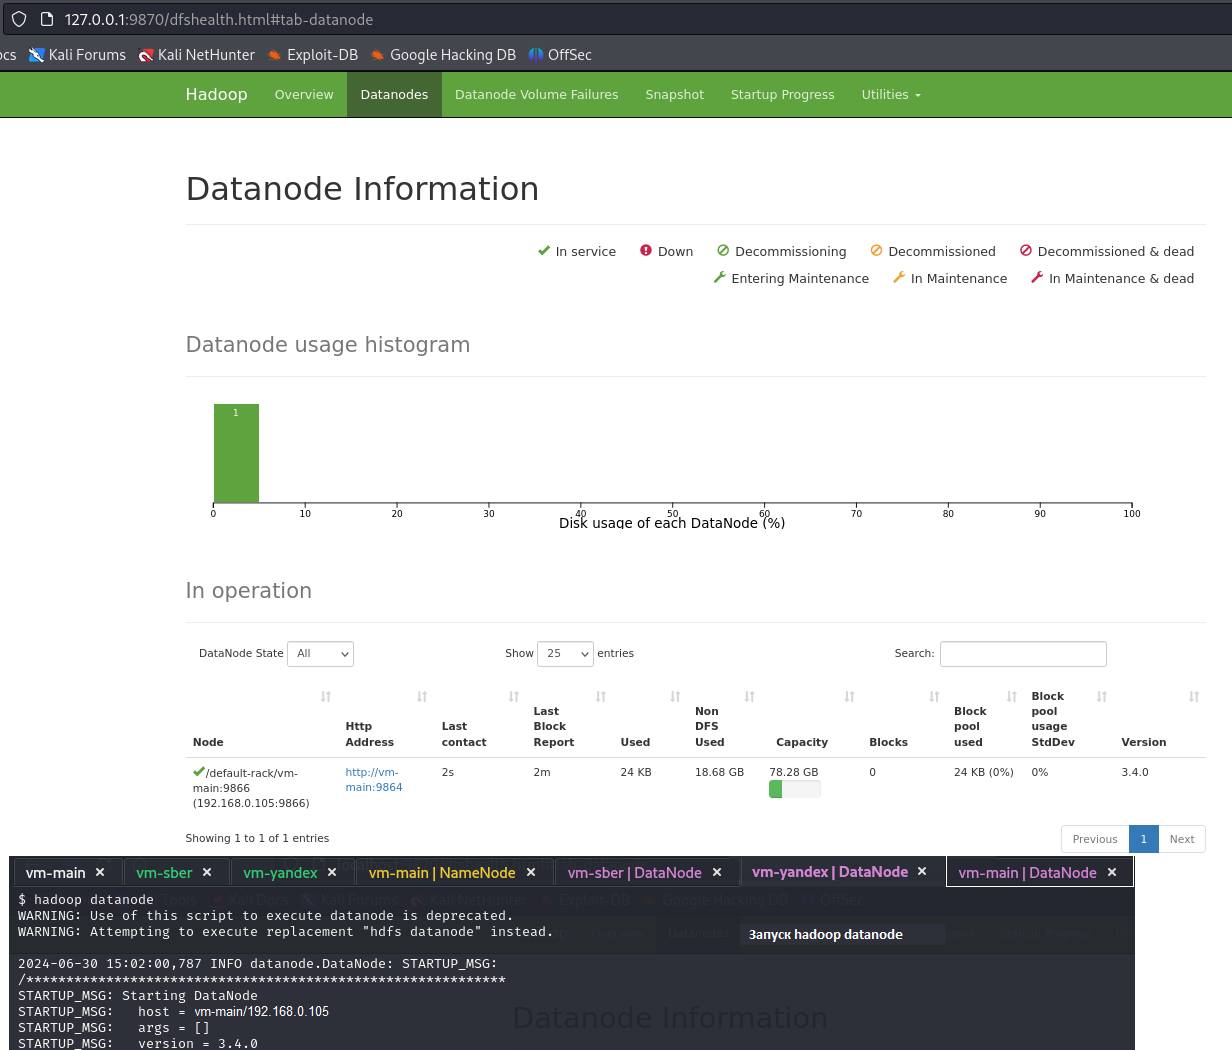 127.0.0.1:9870/dfshealth.html#tab-datanode
ocs Kali Forums Kali NetHunter Exploit-DB Google Hacking DB OffSec
Hadoop Overview Datanodes Datanode Volume Failures Snapshot Startup Progress Utilities
Datanode Information
In service Down Decommissioning Decommissioned Decommissioned & dead
Entering Maintenance In Maintenance In Maintenance & dead
Datanode usage histogram
1
0 10 20 30 40 50 60 70 80 90 100
Disk usage of each DataNode (%)
In operation
DataNode State All Show 25 entries Search:
Node Http Address Last contact Last Block Report Used Non DFS Used Capacity Blocks Block pool used Block pool usage StdDev Version
/default-rack/vm-main:9866 (192.168.0.105:9866) http://vm-main:9864 2s 2m 24 KB 18.68 GB 78.28 GB 0 24 KB (0%) 0% 3.4.0
Showing 1 to 1 of 1 entries Previous 1 Next
vm-main × vm-sber × vm-yandex × vm-main | NameNode × vm-sber | DataNode × vm-yandex | DataNode × vm-main | DataNode ×
$ hadoop datanode
WARNING: Use of this script to execute datanode is deprecated.
WARNING: Attempting to execute replacement "hdfs datanode" instead.
Запуск hadoop datanode
2024-06-30 15:02:00,787 INFO datanode.DataNode: STARTUP_MSG:
/************************************************************
STARTUP_MSG: Starting DataNode
STARTUP_MSG:   host = vm-main/192.168.0.105
STARTUP_MSG:   args = []
STARTUP_MSG:   version = 3.4.0
Datanode Information